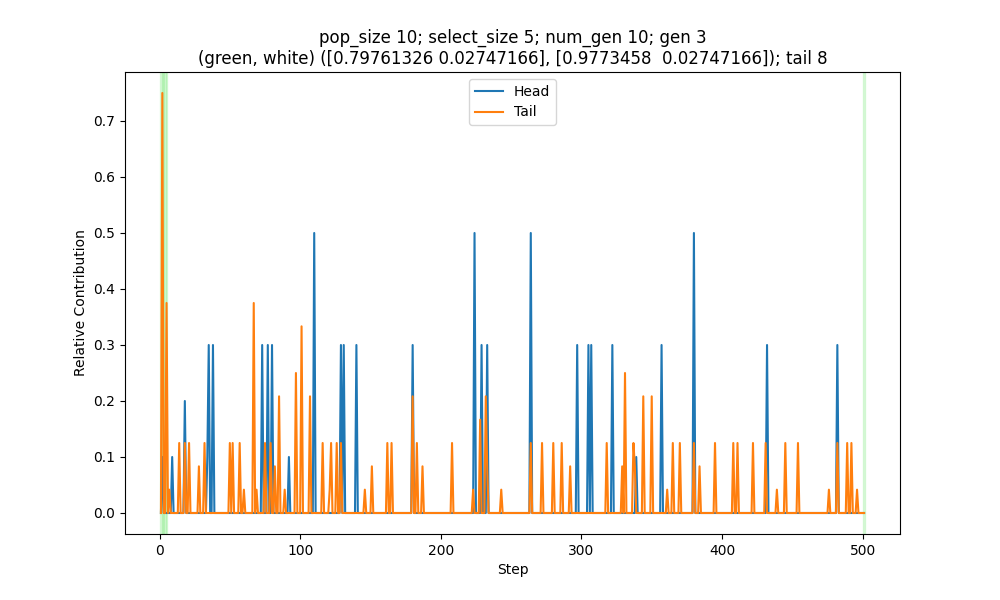 pop_size 10; select_size 5; num_gen 10; gen 3
(green, white) ([0.79761326 0.02747166], [0.9773458  0.02747166]); tail 8
Head
Tail
0.7
0.6
0.5
0.4
0.3
0.2
0.1
0.0
Relative Contribution
0
100
200
300
400
500
Step